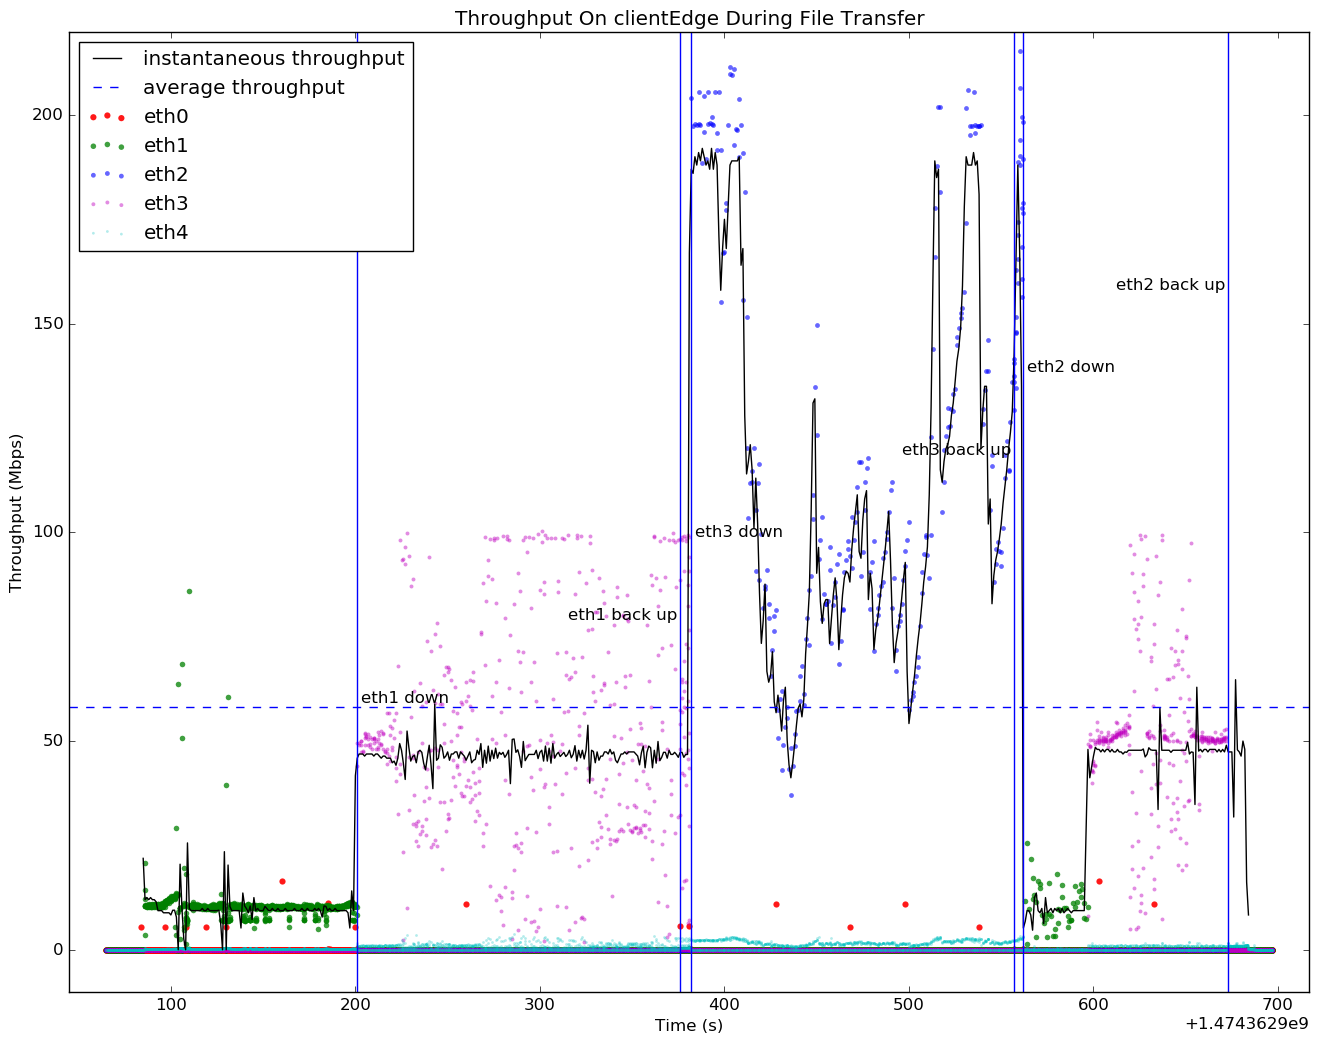 Throughput On clientEdge During File Transfer
instantaneous throughput
average throughput
eth0
eth1
eth2
eth3
eth4
200
150
100
50
0
Throughput (Mbps)
eth2 back up
eth2 down
eth3 back up
eth3 down
eth1 back up
eth1 down
100 200 300 400 500 600 700
Time (s)
+1.4743629e9